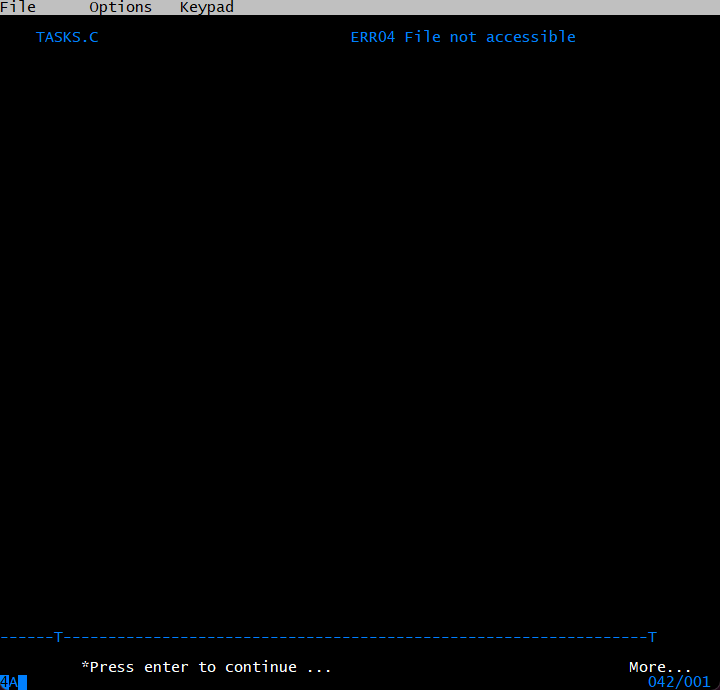 File Options Keypad
TASKS.C ERR04 File not accessible
------T-----------------------------------------------------------------T
*Press enter to continue ... More...
4A 042/001